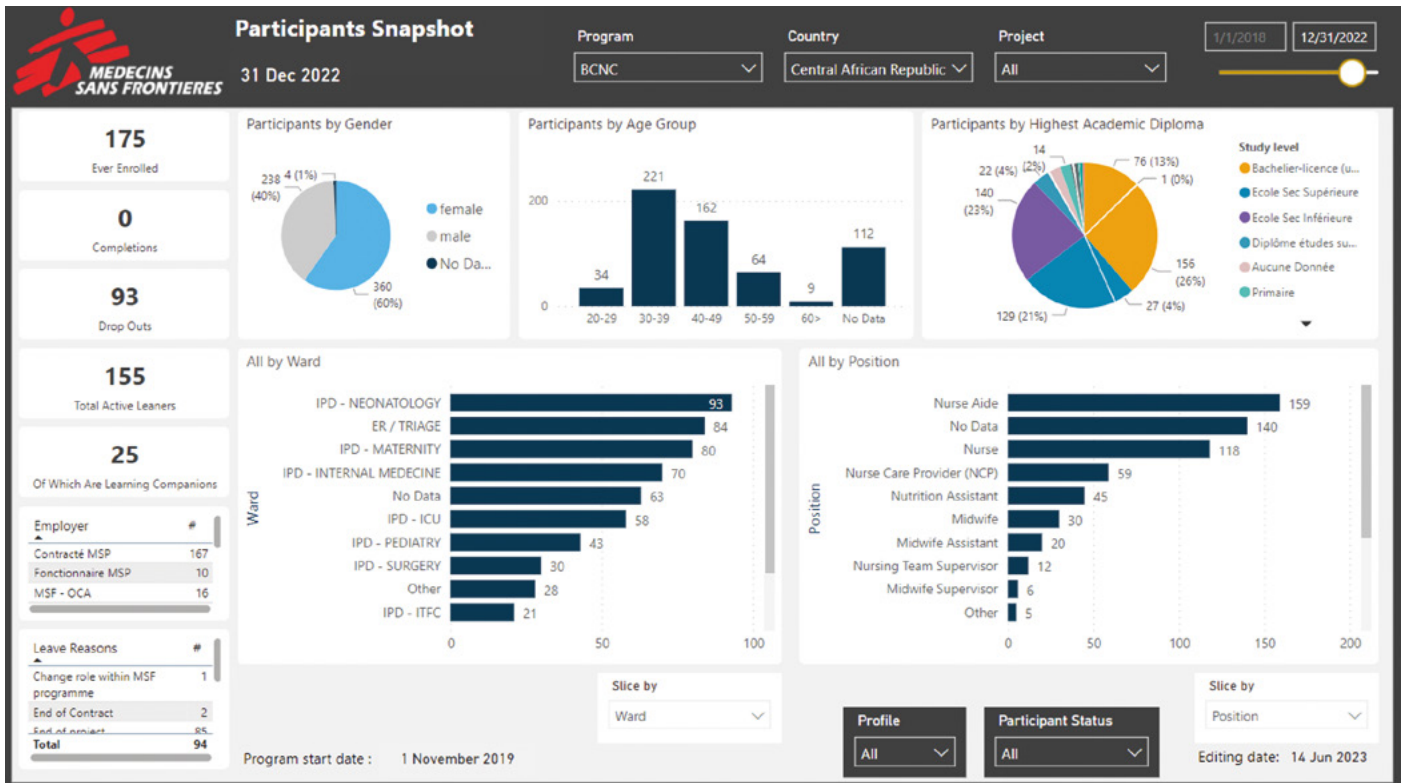 MEDECINS
SANS FRONTIERES
Participants Snapshot
31 Dec 2022
Program
BCNC
Country
Central African Republic
Project
All
1/1/2018
12/31/2022
175
Ever Enrolled
0
Completions
93
Drop Outs
155
Total Active Leaners
25
Of Which Are Learning Companions
Employer #
Contracté MSP 167
Fonctionnaire MSP 10
MSF - OCA 16
Leave Reasons #
Change role within MSF 1
programme
End of Contract 2
End of project 85
Total 94
Participants by Gender
238
(40%)
4 (1%)
360
(60%)
female
male
No Da...
Participants by Age Group
200
0
34
221
162
64
9
112
20-29 30-39 40-49 50-59 60> No Data
Participants by Highest Academic Diploma
14
(2%)
22 (4%)
140
(23%)
129 (21%)
76 (13%)
1 (0%)
156
(26%)
27 (4%)
Study level
Bachelier-licence (u...
Ecole Sec Supérieure
Ecole Sec Inférieure
Diplôme études su...
Aucune Donnée
Primaire
All by Ward
Ward
IPD - NEONATOLOGY 93
ER / TRIAGE 84
IPD - MATERNITY 80
IPD - INTERNAL MEDECINE 70
No Data 63
IPD - ICU 58
IPD - PEDIATRY 43
IPD - SURGERY 30
Other 28
IPD - ITFC 21
0 50 100
All by Position
Position
Nurse Aide 159
No Data 140
Nurse 118
Nurse Care Provider (NCP) 59
Nutrition Assistant 45
Midwife 30
Midwife Assistant 20
Nursing Team Supervisor 12
Midwife Supervisor 6
Other 5
0 50 100 150 200
Slice by
Ward
Profile
All
Participant Status
All
Slice by
Position
Program start date : 1 November 2019
Editing date: 14 Jun 2023